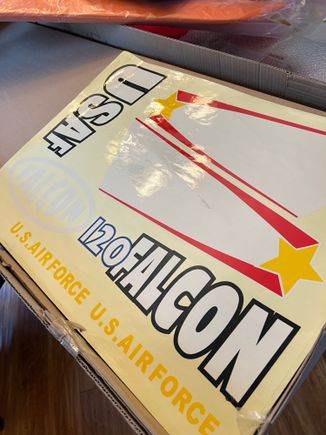 USAF
FALCON
120 FALCON
U.S.AIR FORCE U.S.AIR FORCE